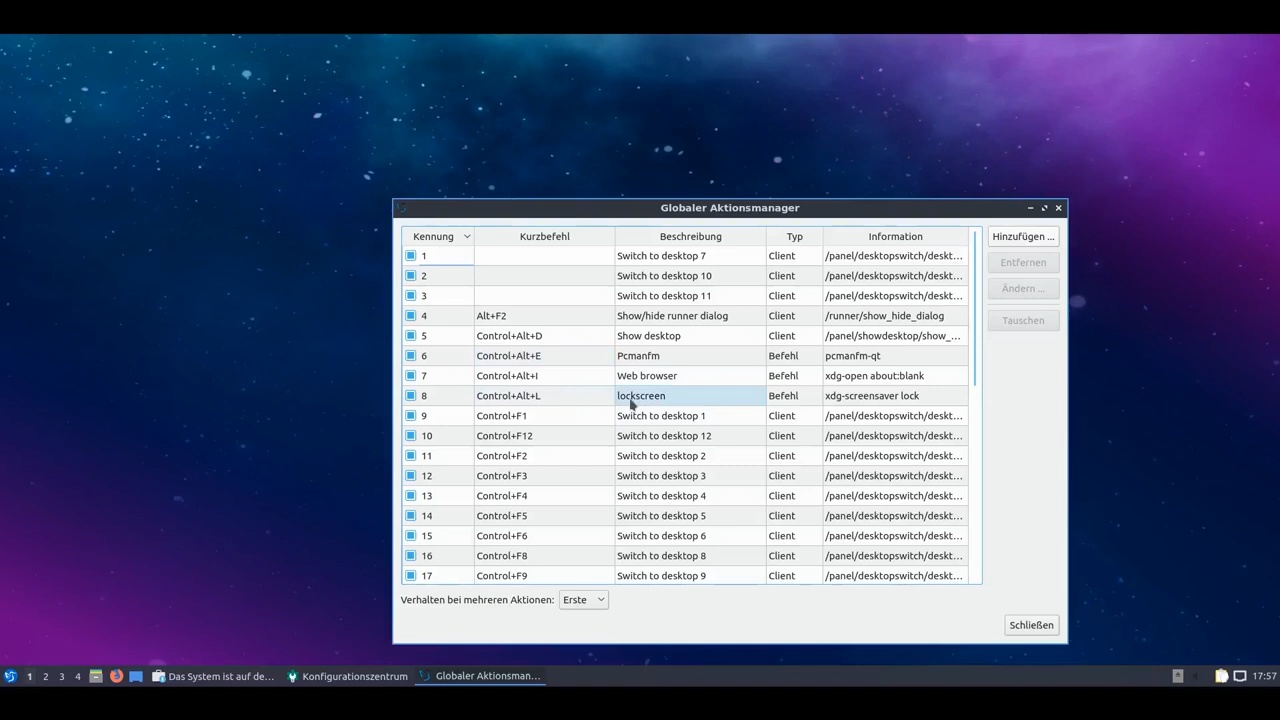 Globaler Aktionsmanager
Kennung Kurzbefehl Beschreibung Typ Information
1 Switch to desktop 7 Client /panel/desktopswitch/deskt...
2 Switch to desktop 10 Client /panel/desktopswitch/deskt...
3 Switch to desktop 11 Client /panel/desktopswitch/deskt...
4 Alt+F2 Show/hide runner dialog Client /runner/show_hide_dialog
5 Control+Alt+D Show desktop Client /panel/showdesktop/show_...
6 Control+Alt+E Pcmanfm Befehl pcmanfm-qt
7 Control+Alt+I Web browser Befehl xdg-open about:blank
8 Control+Alt+L lockscreen Befehl xdg-screensaver lock
9 Control+F1 Switch to desktop 1 Client /panel/desktopswitch/deskt...
10 Control+F12 Switch to desktop 12 Client /panel/desktopswitch/deskt...
11 Control+F2 Switch to desktop 2 Client /panel/desktopswitch/deskt...
12 Control+F3 Switch to desktop 3 Client /panel/desktopswitch/deskt...
13 Control+F4 Switch to desktop 4 Client /panel/desktopswitch/deskt...
14 Control+F5 Switch to desktop 5 Client /panel/desktopswitch/deskt...
15 Control+F6 Switch to desktop 6 Client /panel/desktopswitch/deskt...
16 Control+F8 Switch to desktop 8 Client /panel/desktopswitch/deskt...
17 Control+F9 Switch to desktop 9 Client /panel/desktopswitch/deskt...
Hinzufügen ...
Entfernen
Ändern ...
Tauschen
Verhalten bei mehreren Aktionen: Erste
Schließen
1 2 3 4 Das System ist auf de... Konfigurationszentrum Globaler Aktionsman... 17:57